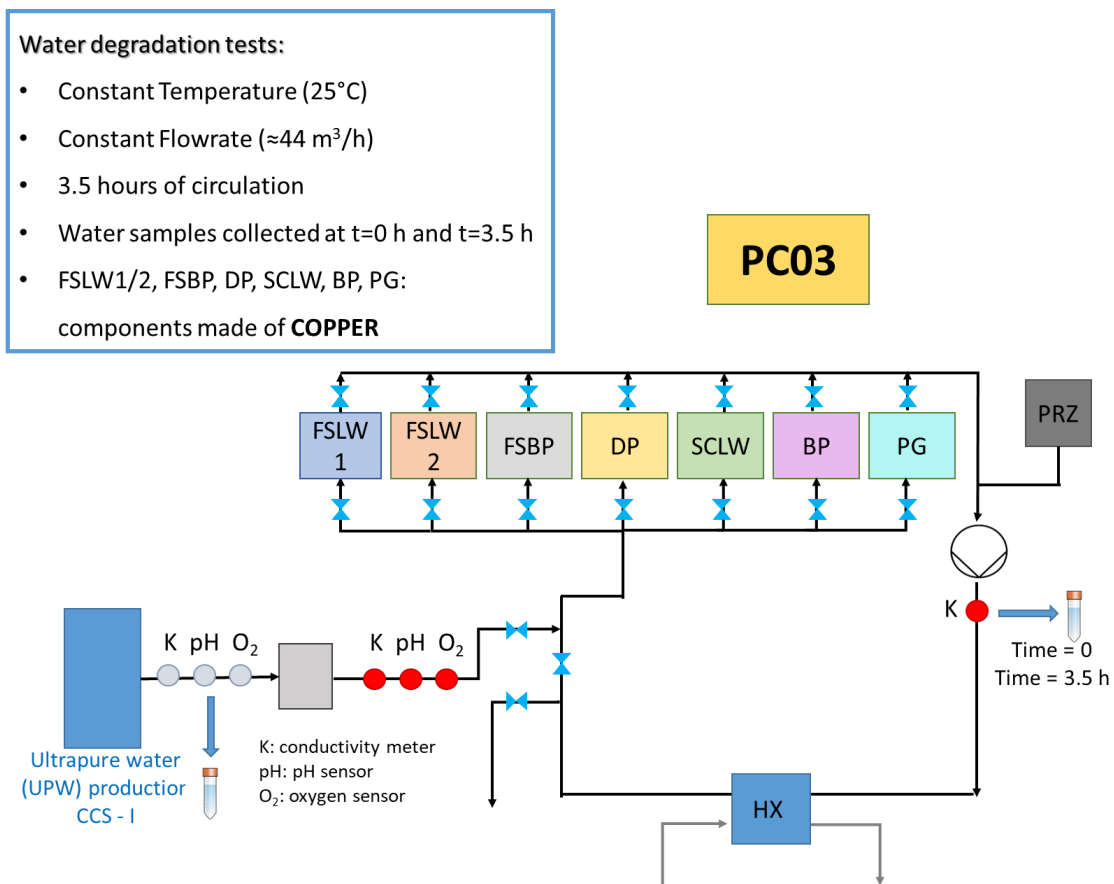 Water degradation tests:
• Constant Temperature (25°C)
• Constant Flowrate (≈44 m³/h)
• 3.5 hours of circulation
• Water samples collected at t=0 h and t=3.5 h
• FSLW1/2, FSBP, DP, SCLW, BP, PG:
components made of COPPER
PC03
FSLW
1
FSLW
2
FSBP
DP
SCLW
BP
PG
PRZ
K
Time = 0
Time = 3.5 h
K pH O₂
K pH O₂
Ultrapure water
(UPW) productior
CCS - I
K: conductivity meter
pH: pH sensor
O₂: oxygen sensor
HX